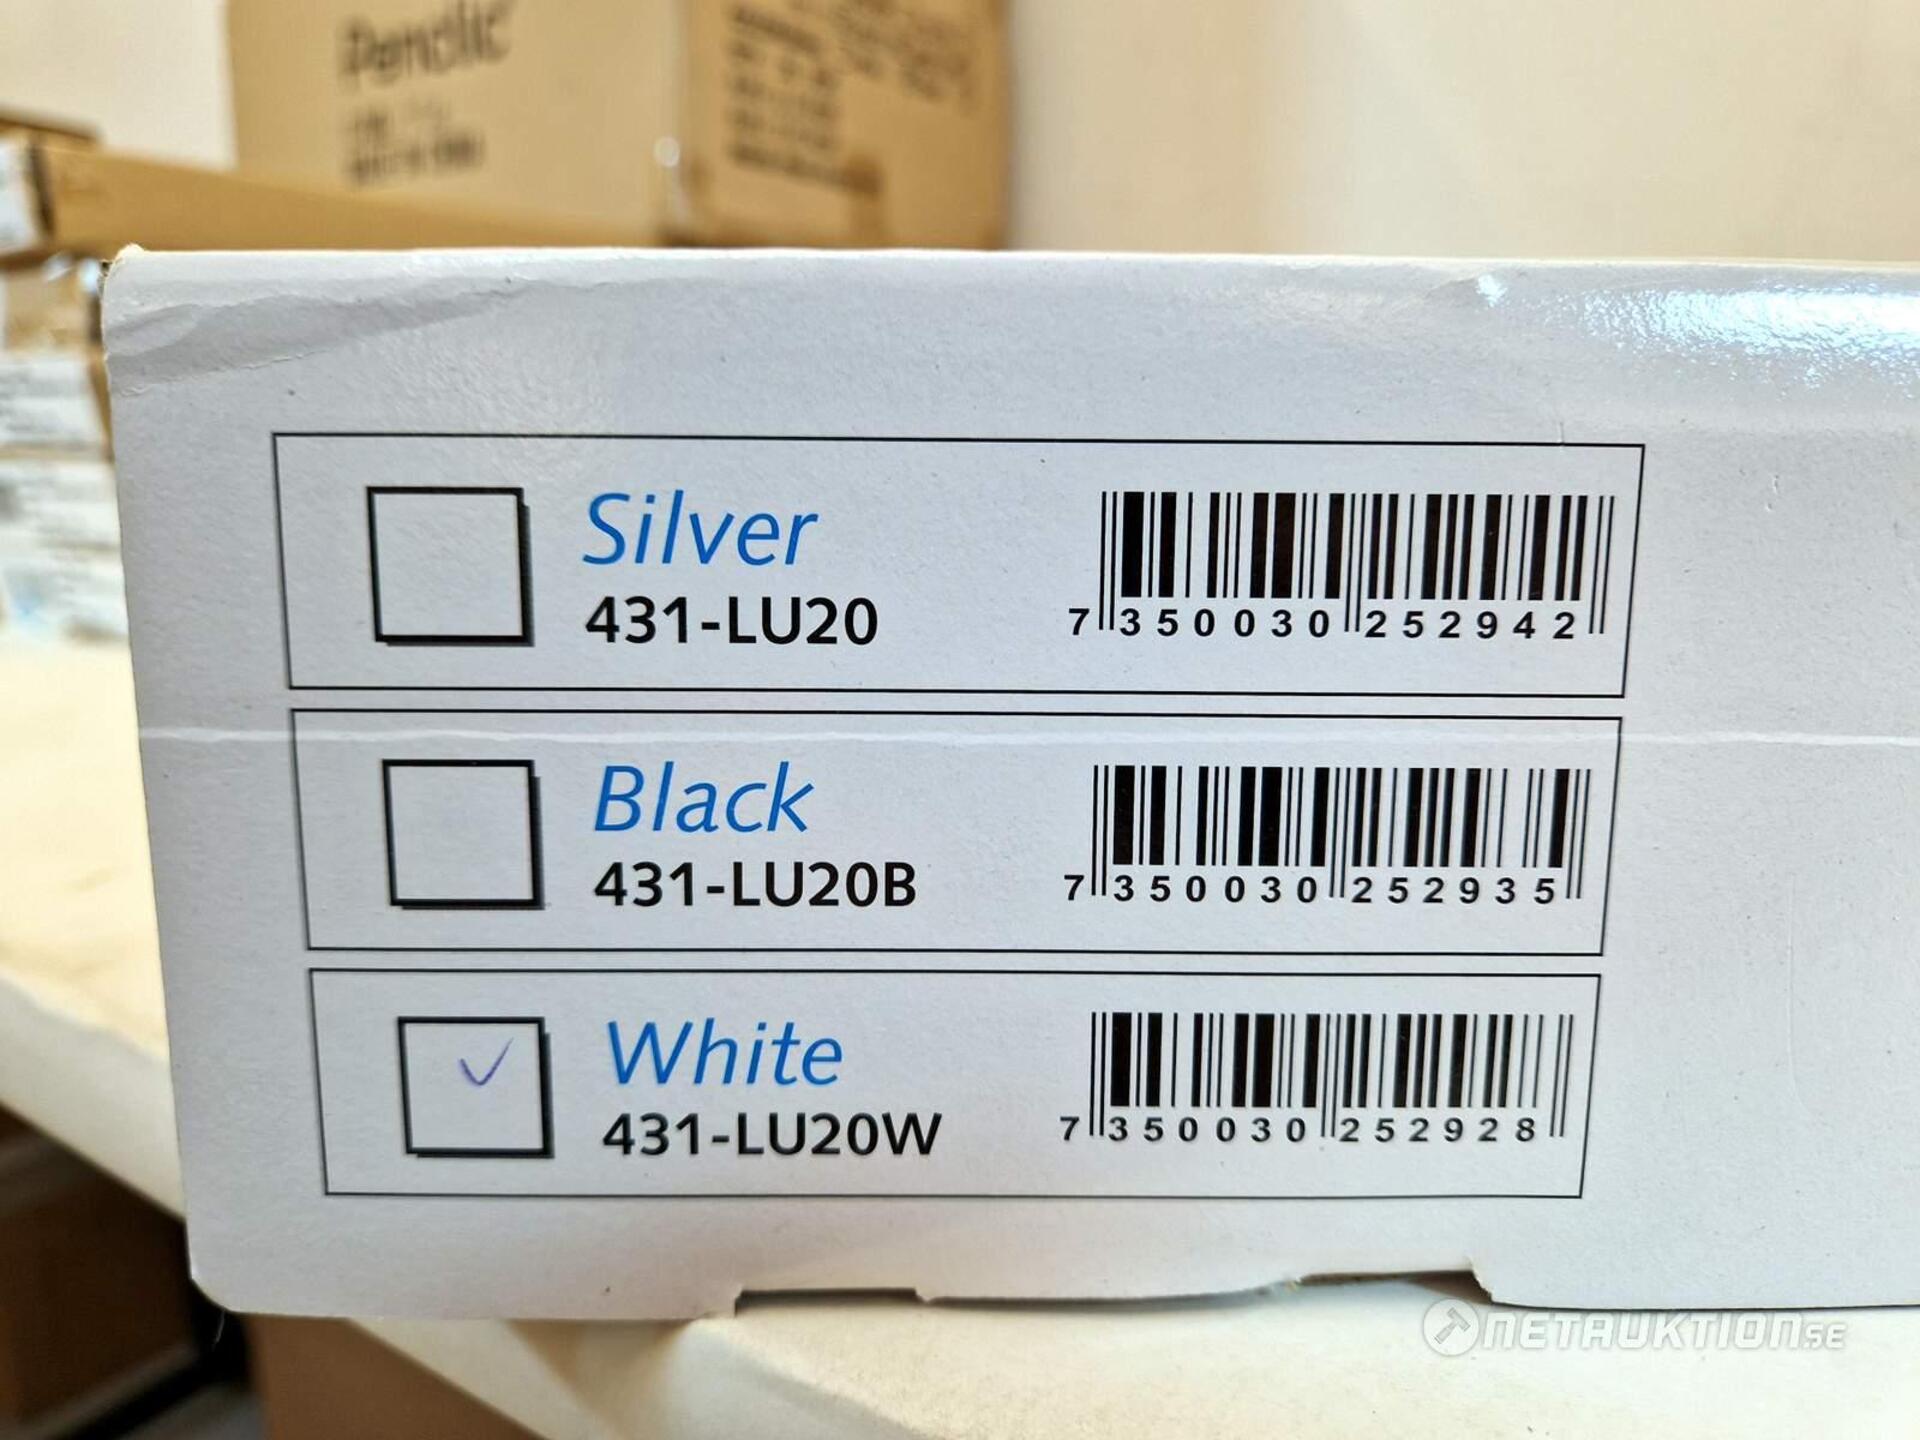 Penclic
Silver
431-LU20
7 350030 252942
Black
431-LU20B
7 350030 252935
White
431-LU20W
7 350030 252928
NETAUKTION.SE